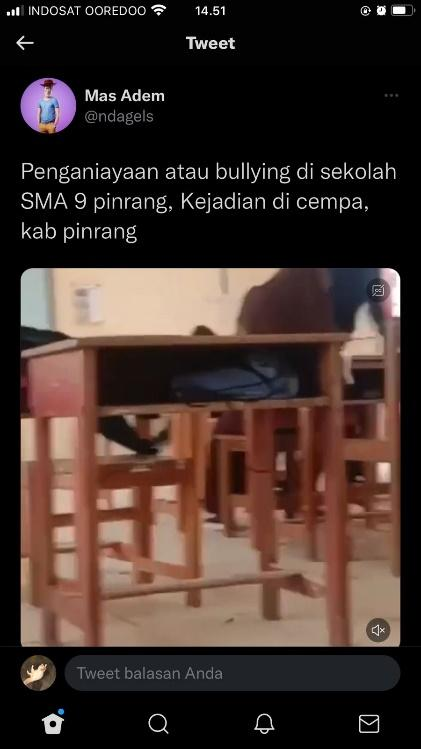 INDOSAT OOREDOO
14.51
Tweet
Mas Adem
@ndagels
Penganiayaan atau bullying di sekolah
SMA 9 pinrang, Kejadian di cempa,
kab pinrang
Tweet balasan Anda